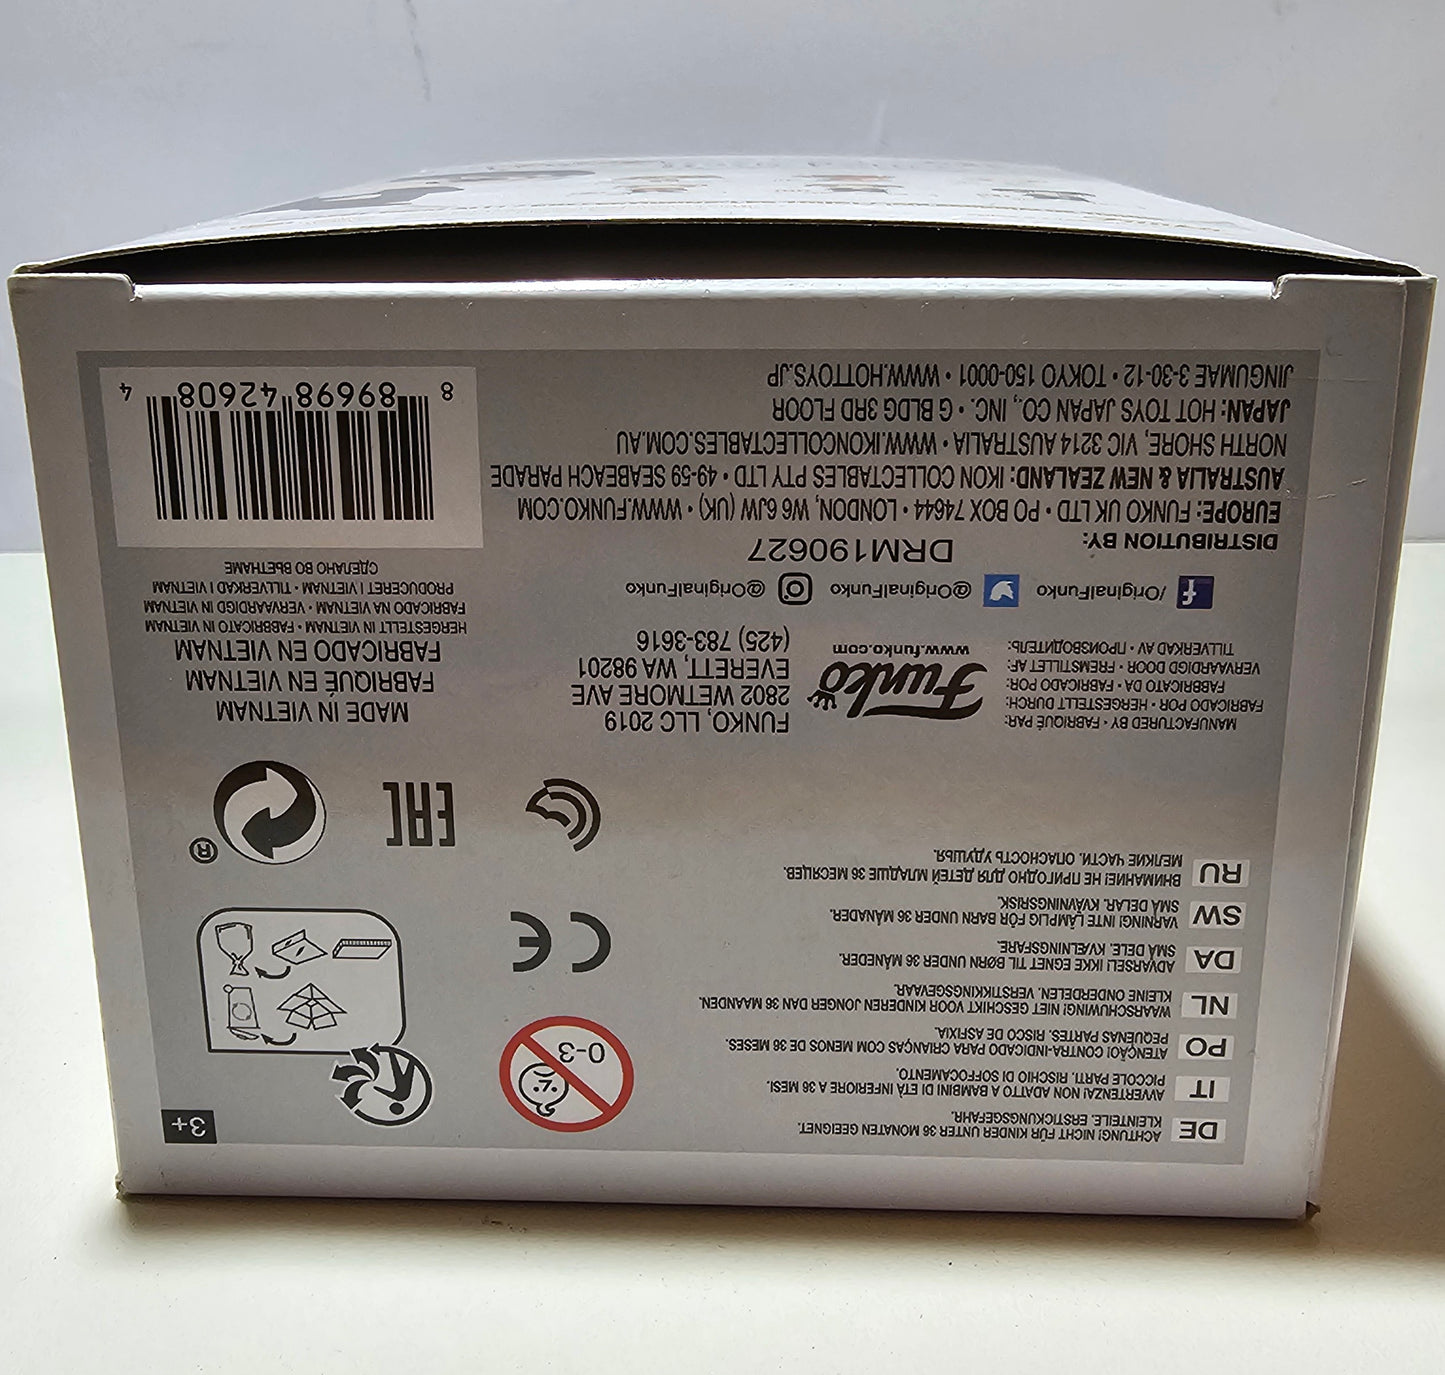 DE
ACHTUNG! NICHT FÜR KINDER UNTER 36 MONATEN GEEIGNET.
KLEINTEILE. ERSTICKUNGSGEFAHR.
IT
AVVERTENZA! NON ADATTO A BAMBINI DI ETÀ INFERIORE A 36 MESI.
PICCOLE PARTI. RISCHIO DI SOFFOCAMENTO.
PO
ATENÇÃO! CONTRA-INDICADO PARA CRIANÇAS COM MENOS DE 36 MESES.
PEQUENAS PARTES. RISCO DE ASFIXIA.
NL
WAARSCHUWING! NIET GESCHIKT VOOR KINDEREN JONGER DAN 36 MAANDEN.
KLEINE ONDERDELEN. VERSTIKKINGSGEVAAR.
DA
ADVARSEL! IKKE EGNET TIL BØRN UNDER 36 MÅNEDER.
SMÅ DELE. KVÆLNINGSFARE.
SW
VARNING! INTE LÄMPLIG FÖR BARN UNDER 36 MÅNADER.
SMÅ DELAR. KVÄVNINGSRISK.
RU
ВНИМАНИЕ! НЕ ПРИГОДНО ДЛЯ ДЕТЕЙ МЛАДШЕ 36 МЕСЯЦЕВ.
МЕЛКИЕ ЧАСТИ. ОПАСНОСТЬ УДУШЬЯ.
0-3
3+
CE
EAC
®
MANUFACTURED BY • FABRIQUÉ PAR:
FABRICADO POR • HERGESTELLT DURCH:
FABBRICATO DA • FABRICADO POR:
VERVAARDIGD DOOR • FREMSTILLET AF:
TILLVERKAD AV • ПРОИЗВОДИТЕЛЬ:
Funko
www.funko.com
FUNKO, LLC 2019
2802 WETMORE AVE
EVERETT, WA 98201
(425) 783-3616
MADE IN VIETNAM
FABRIQUÉ EN VIETNAM
FABRICADO EN VIETNAM
HERGESTELLT IN VIETNAM • FABBRICATO IN VIETNAM
FABRICADO NA VIETNAM • VERVAARDIGD IN VIETNAM
PRODUCERET I VIETNAM • TILLVERKAD I VIETNAM
СДЕЛАНО ВО ВЬЕТНАМЕ
/OriginalFunko
@OriginalFunko
@OriginalFunko
DRM190627
DISTRIBUTION BY:
EUROPE: FUNKO UK LTD • PO BOX 74644 • LONDON, W6 6JW (UK) • WWW.FUNKO.COM
AUSTRALIA & NEW ZEALAND: IKON COLLECTABLES PTY LTD • 49-59 SEABEACH PARADE
NORTH SHORE, VIC 3214 AUSTRALIA • WWW.IKONCOLLECTABLES.COM.AU
JAPAN: HOT TOYS JAPAN CO., INC. • G BLDG 3RD FLOOR
JINGUMAE 3-30-12 • TOKYO 150-0001 • WWW.HOTTOYS.JP
8 89698 42608 4